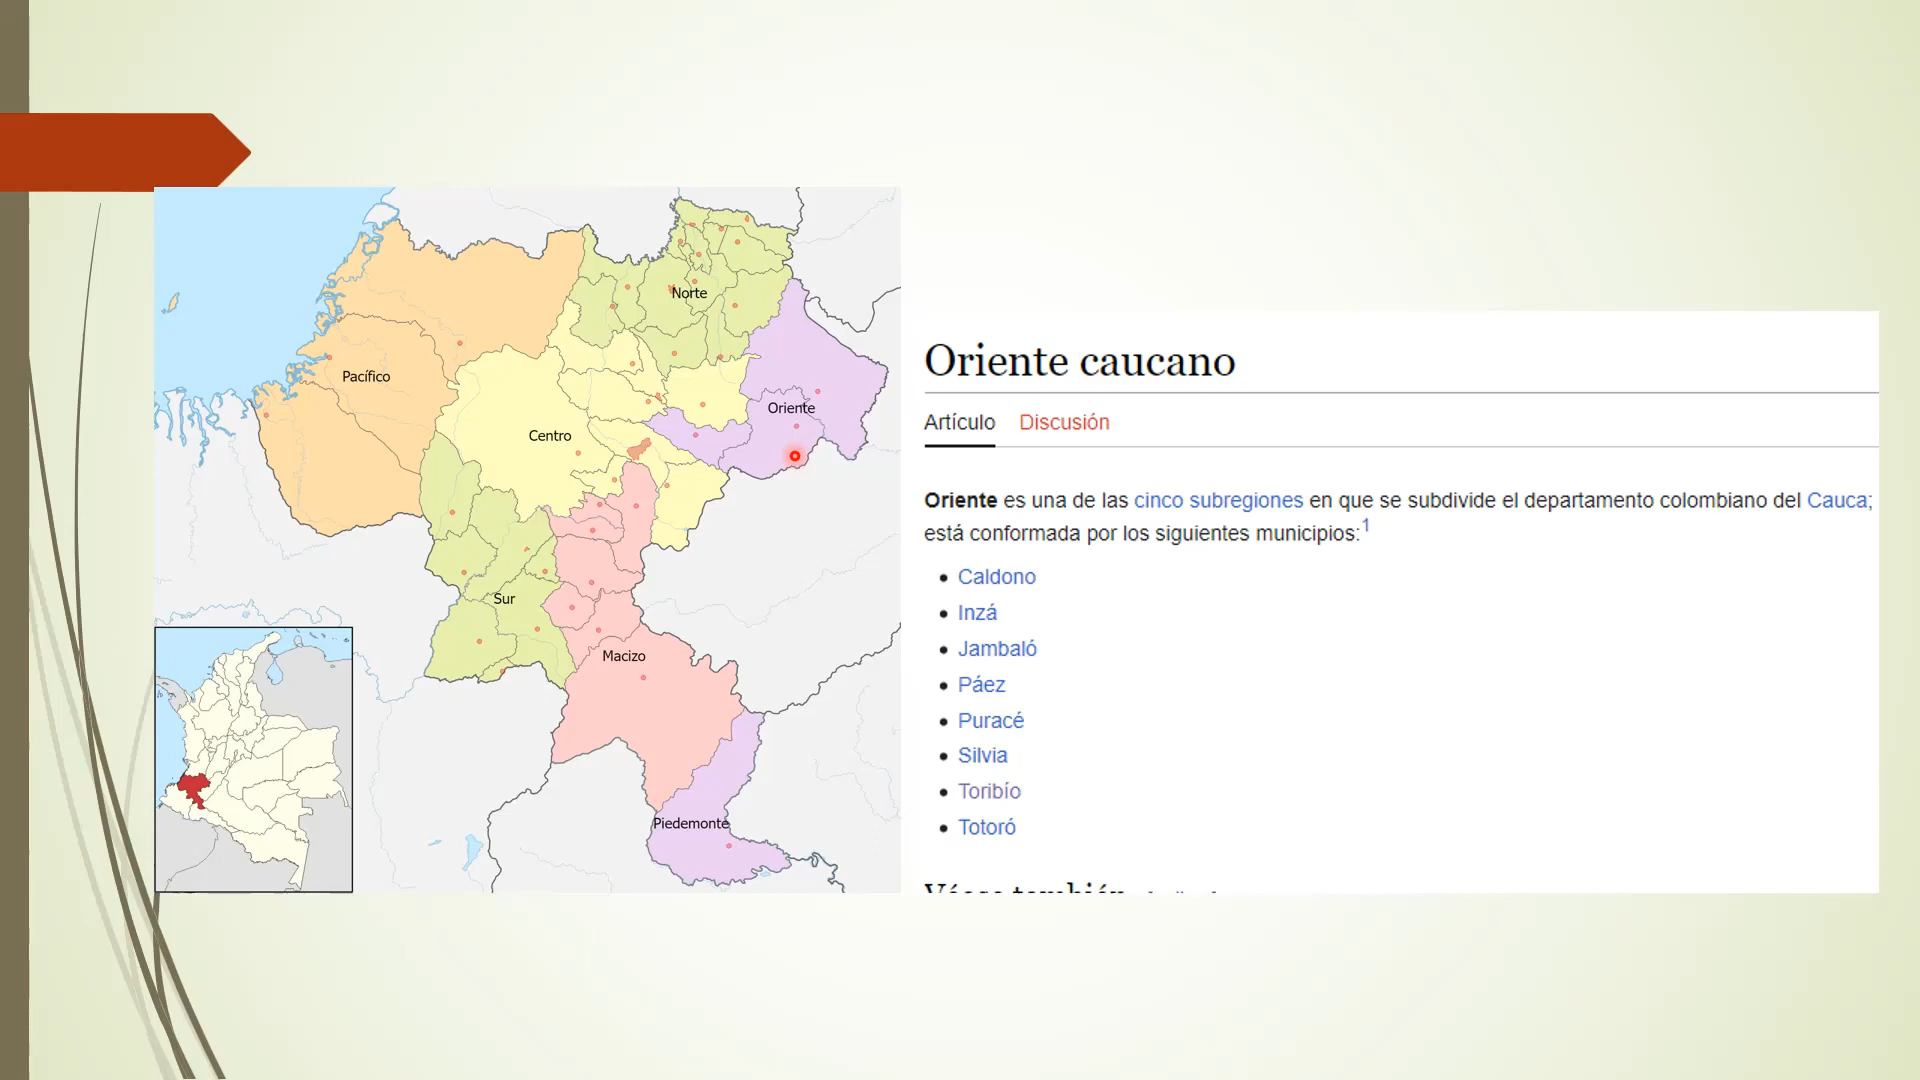 Norte
Pacífico
Oriente
Centro
Sur
Macizo
Piedemonte
Oriente caucano
Artículo Discusión
Oriente es una de las cinco subregiones en que se subdivide el departamento colombiano del Cauca;
está conformada por los siguientes municipios:1
• Caldono
• Inzá
• Jambaló
• Páez
• Puracé
• Silvia
• Toribío
• Totoró